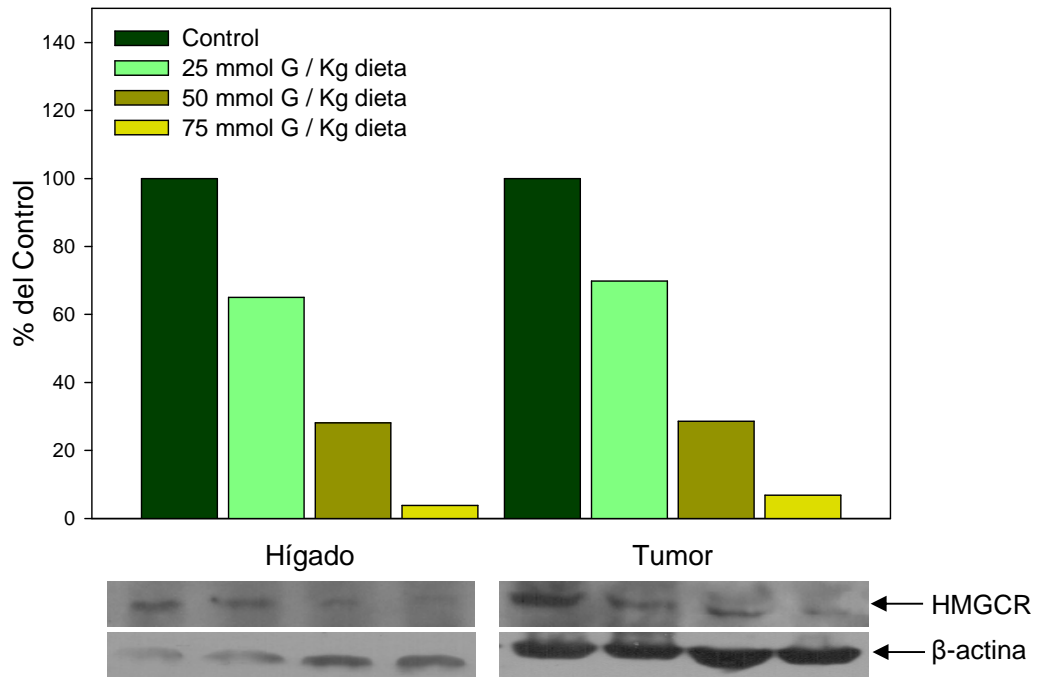 140
120
100
80
60
40
20
0
% del Control
Control
25 mmol G / Kg dieta
50 mmol G / Kg dieta
75 mmol G / Kg dieta
Hígado
Tumor
HMGCR
β-actina